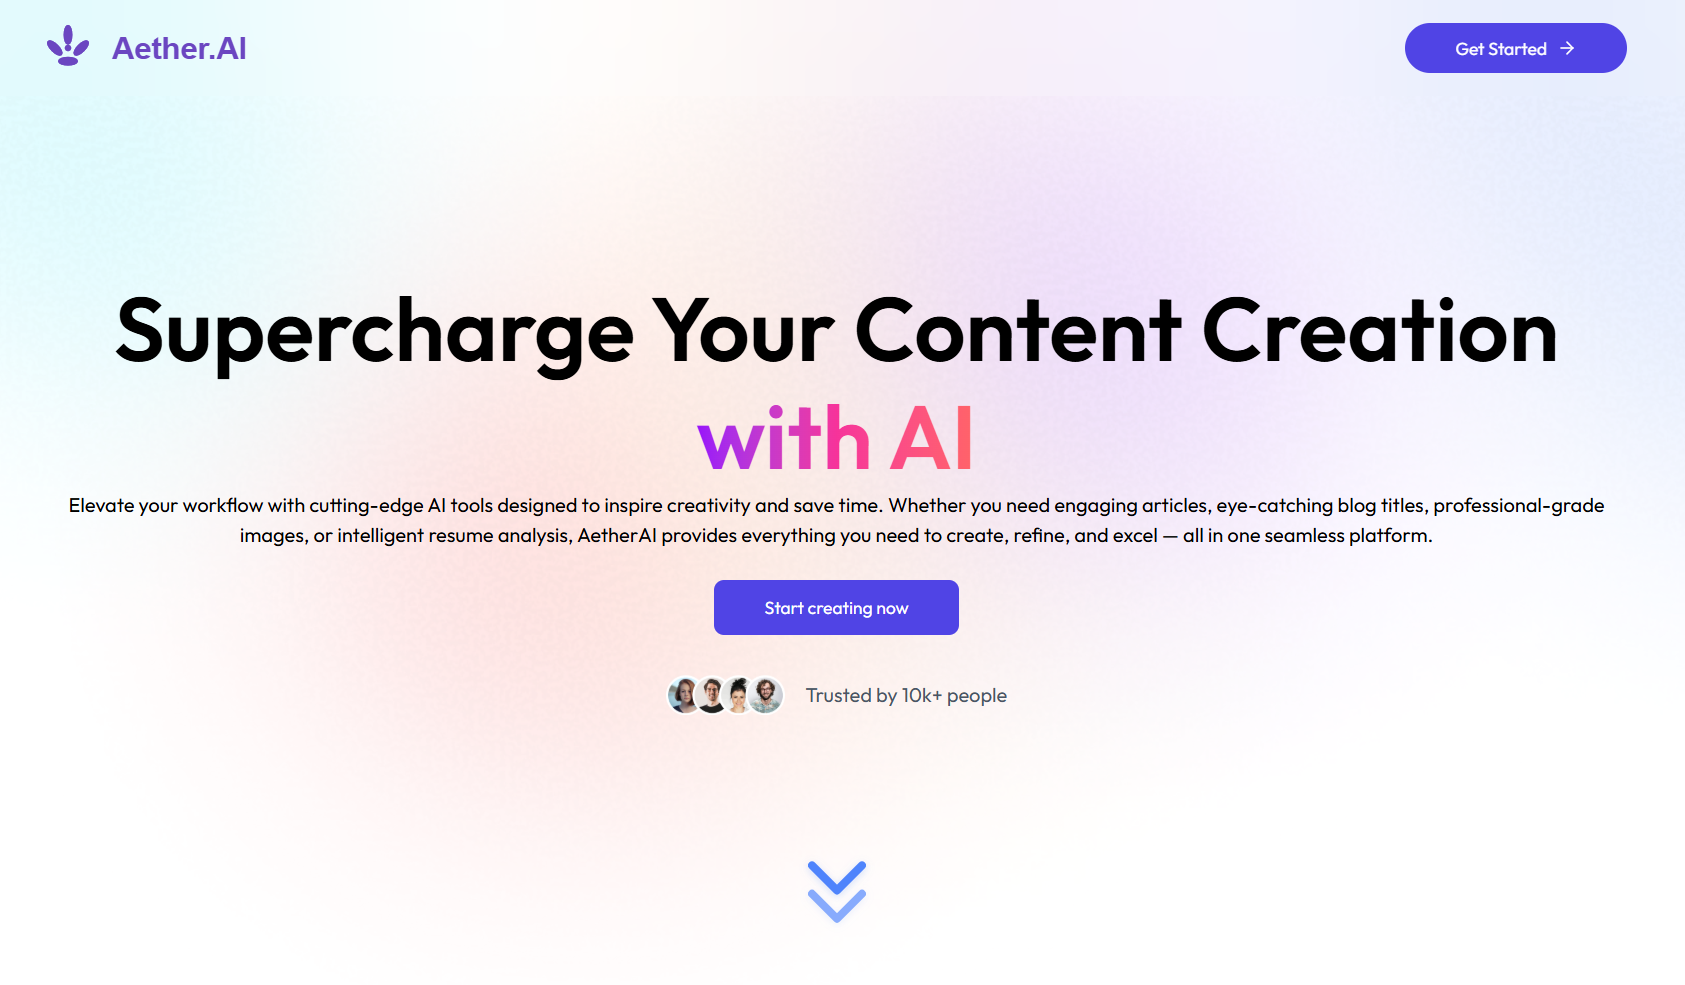 Aether.AI
Get Started
Supercharge Your Content Creation
with AI
Elevate your workflow with cutting-edge AI tools designed to inspire creativity and save time. Whether you need engaging articles, eye-catching blog titles, professional-grade
images, or intelligent resume analysis, AetherAI provides everything you need to create, refine, and excel — all in one seamless platform.
Start creating now
Trusted by 10k+ people